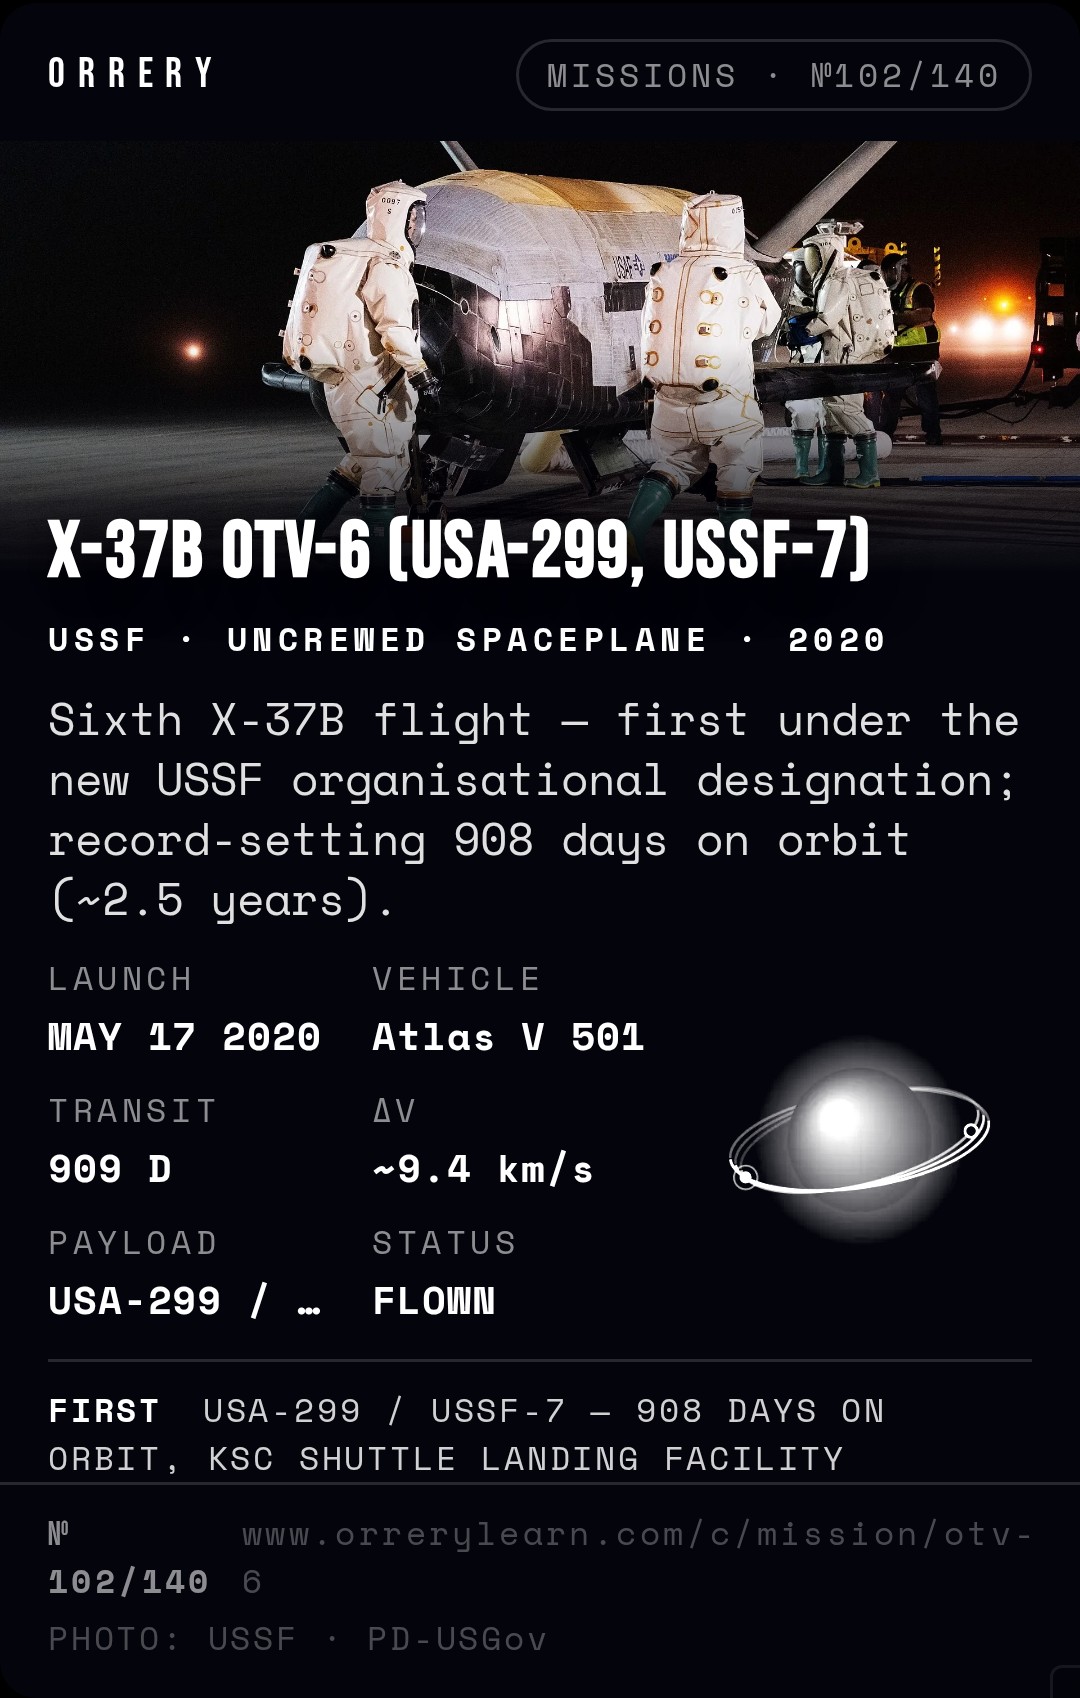 ORRERY
MISSIONS · №102/140
0097
S
USAF
X-37B OTV-6 (USA-299, USSF-7)
USSF · UNCREWED SPACEPLANE · 2020
Sixth X-37B flight — first under the
new USSF organisational designation;
record-setting 908 days on orbit
(~2.5 years).
LAUNCH VEHICLE
MAY 17 2020 Atlas V 501
TRANSIT ΔV
909 D ~9.4 km/s
PAYLOAD STATUS
USA-299 / … FLOWN
FIRST USA-299 / USSF-7 — 908 DAYS ON
ORBIT, KSC SHUTTLE LANDING FACILITY
№ www.orrerylearn.com/c/mission/otv-
102/140 6
PHOTO: USSF · PD-USGov